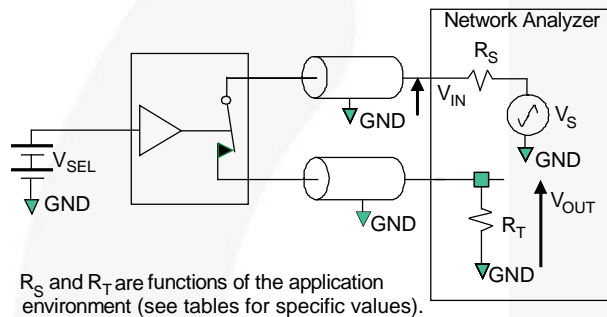 Network Analyzer
R_S
V_IN
GND
V_S
GND
V_SEL
GND
GND
V_OUT
R_T
GND
R_S and R_T are functions of the application
environment (see tables for specific values).